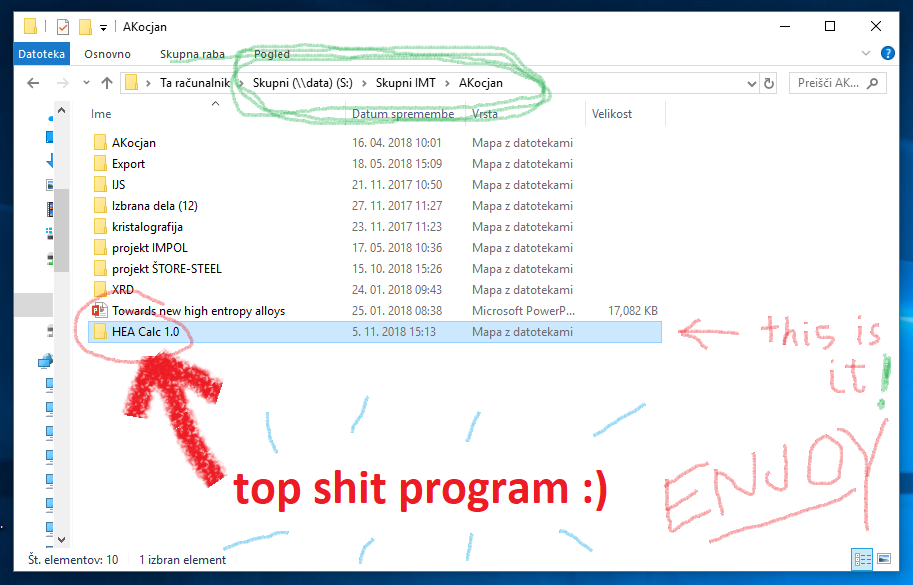 AKocjan
Datoteka Osnovno Skupna raba Pogled
Ta računalnik Skupni (\\data) (S:) Skupni IMT AKocjan Preišči AK...
Ime Datum spremembe Vrsta Velikost
AKocjan 16. 04. 2018 10:01 Mapa z datotekami
Export 18. 05. 2018 15:09 Mapa z datotekami
IJS 21. 11. 2017 10:50 Mapa z datotekami
Izbrana dela (12) 27. 11. 2017 11:27 Mapa z datotekami
kristalografija 23. 11. 2017 11:23 Mapa z datotekami
projekt IMPOL 17. 05. 2018 10:36 Mapa z datotekami
projekt ŠTORE-STEEL 15. 10. 2018 15:26 Mapa z datotekami
XRD 24. 01. 2018 09:43 Mapa z datotekami
Towards new high entropy alloys 25. 01. 2018 08:38 Microsoft PowerP... 17,082 KB
HEA Calc 1.0 5. 11. 2018 15:13 Mapa z datotekami
this is
it!
ENJOY
top shit program :)
Št. elementov: 10 1 izbran element